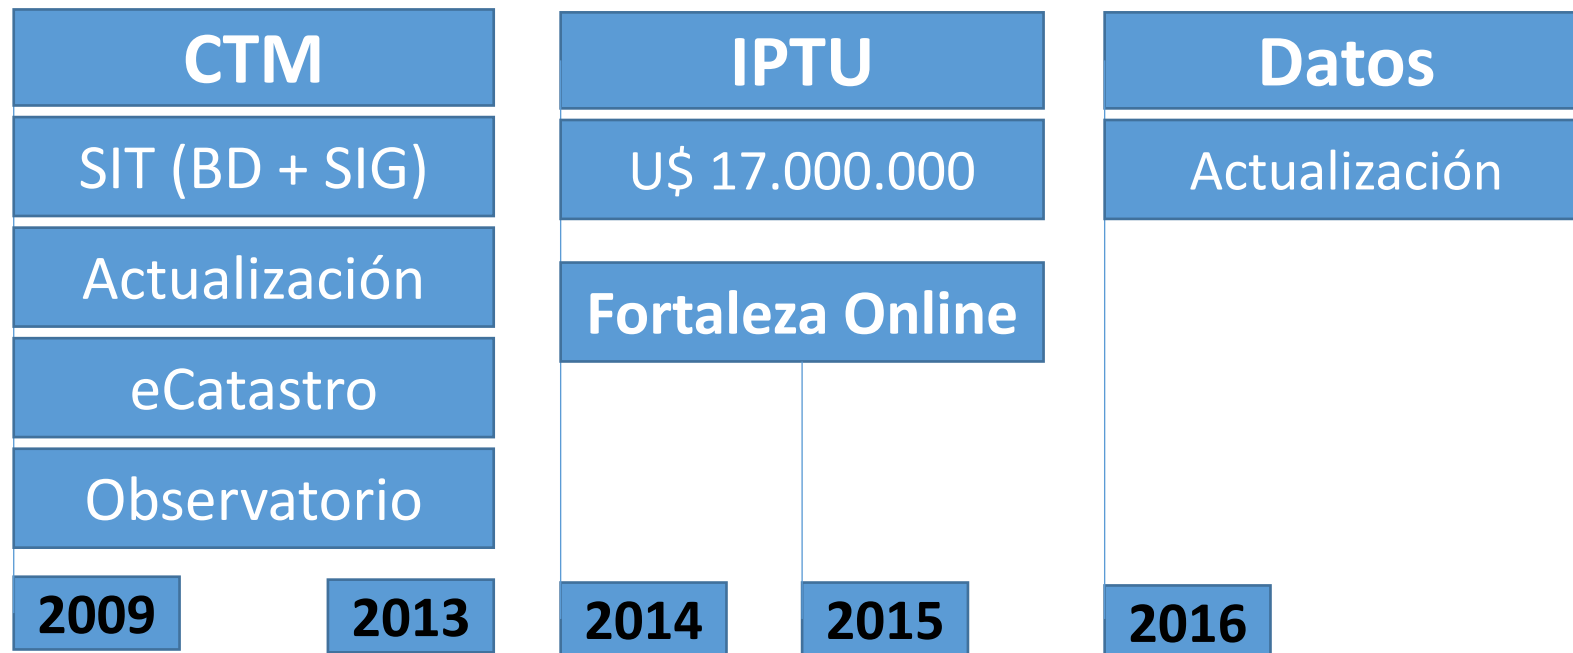 CTM
SIT (BD + SIG)
Actualización
eCatastro
Observatorio
2009
2013
IPTU
U$ 17.000.000
Fortaleza Online
2014
2015
Datos
Actualización
2016